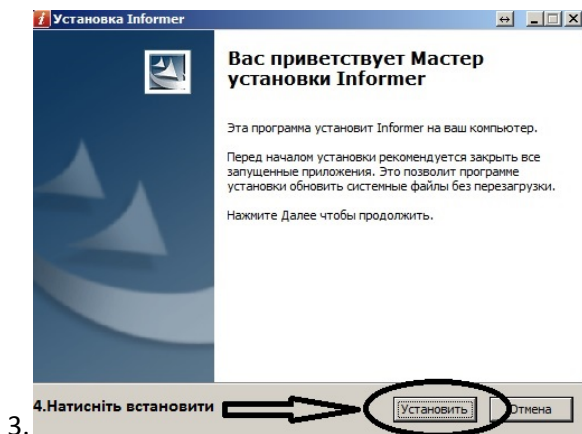 Установка Informer
Вас приветствует Мастер
установки Informer
Эта программа установит Informer на ваш компьютер.
Перед началом установки рекомендуется закрыть все
запущенные приложения. Это позволит программе
установки обновить системные файлы без перезагрузки.
Нажмите Далее чтобы продолжить.
4.Натисніть встановити
Установить
Отмена
3.